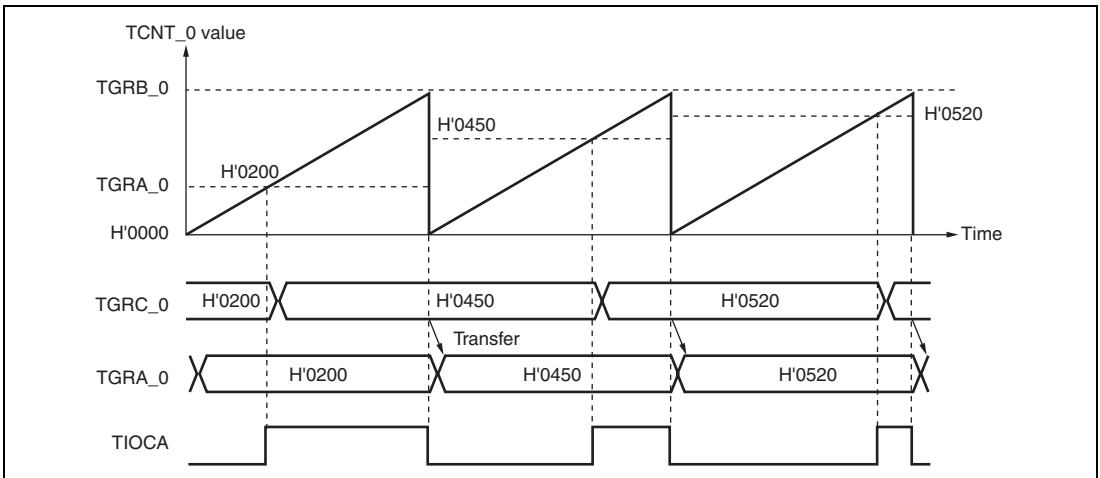 TCNT_0 value
TGRB_0
H'0520
H'0450
H'0200
TGRA_0
H'0000
Time
TGRC_0
H'0200
H'0450
H'0520
Transfer
TGRA_0
H'0200
H'0450
H'0520
TIOCA